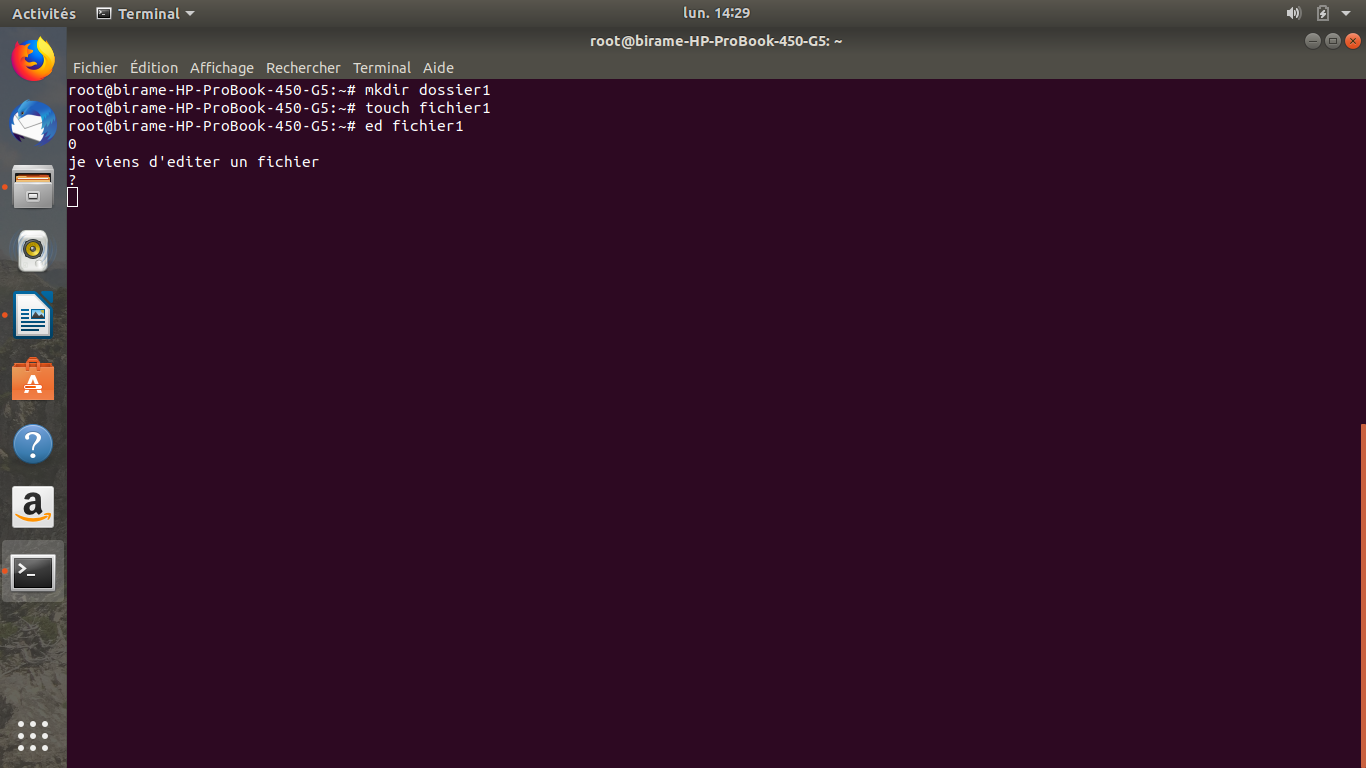 Activités Terminal lun. 14:29
root@birame-HP-ProBook-450-G5: ~
Fichier Édition Affichage Rechercher Terminal Aide
root@birame-HP-ProBook-450-G5:~# mkdir dossier1
root@birame-HP-ProBook-450-G5:~# touch fichier1
root@birame-HP-ProBook-450-G5:~# ed fichier1
0
je viens d'editer un fichier
?